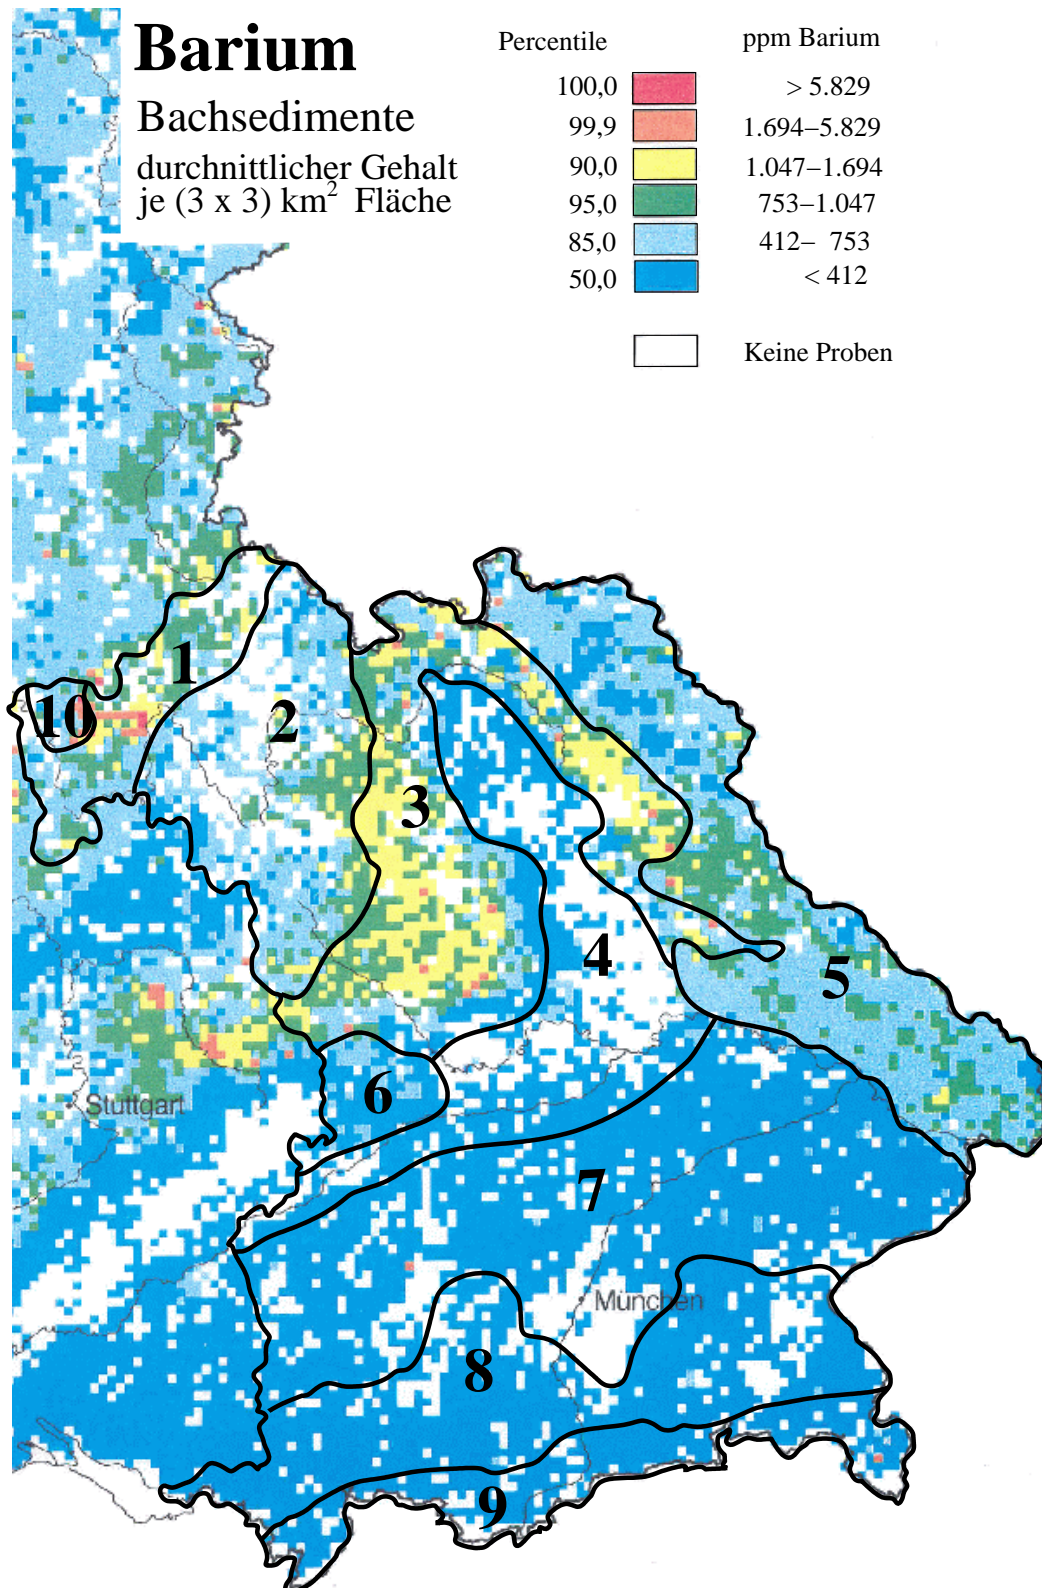 Barium
Bachsedimente
durchnittlicher Gehalt
je (3 x 3) km² Fläche
Percentile ppm Barium
100,0 > 5.829
99,9 1.694–5.829
90,0 1.047–1.694
95,0 753–1.047
85,0 412– 753
50,0 < 412
Keine Proben
1
10
2
3
4
5
6
Stuttgart
7
München
8
9